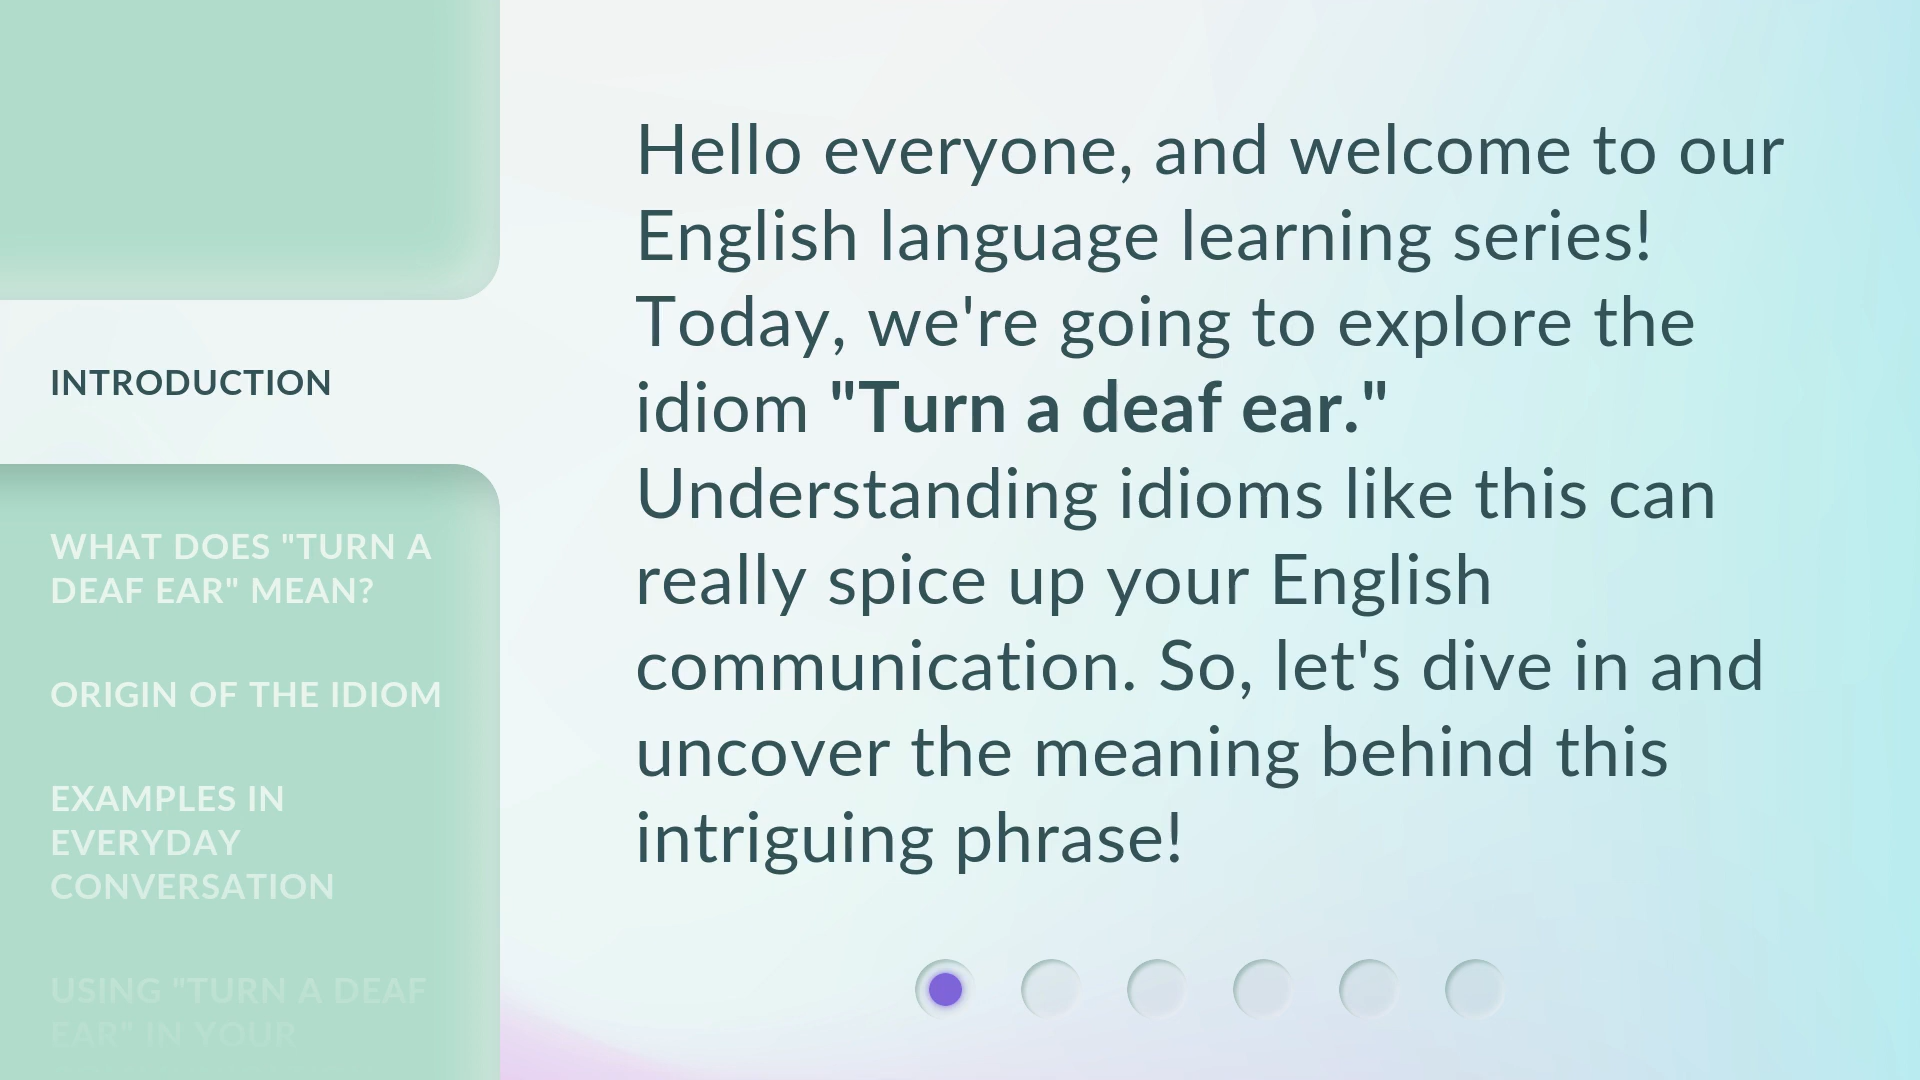 INTRODUCTION
WHAT DOES "TURN A
DEAF EAR" MEAN?
ORIGIN OF THE IDIOM
EXAMPLES IN
EVERYDAY
CONVERSATION
USING "TURN A DEAF
EAR" IN YOUR
Hello everyone, and welcome to our
English language learning series!
Today, we're going to explore the
idiom "Turn a deaf ear."
Understanding idioms like this can
really spice up your English
communication. So, let's dive in and
uncover the meaning behind this
intriguing phrase!